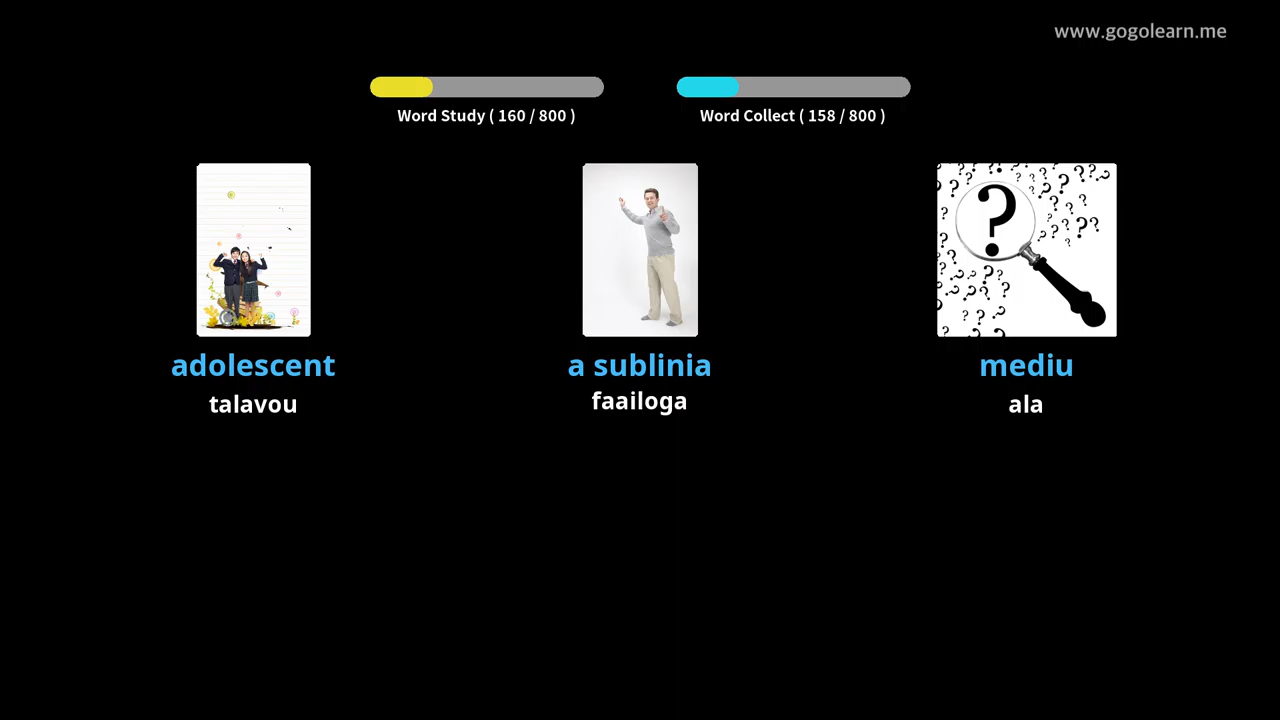 www.gogolearn.me
Word Study ( 160 / 800 )
Word Collect ( 158 / 800 )
adolescent
talavou
a sublinia
faailoga
mediu
ala